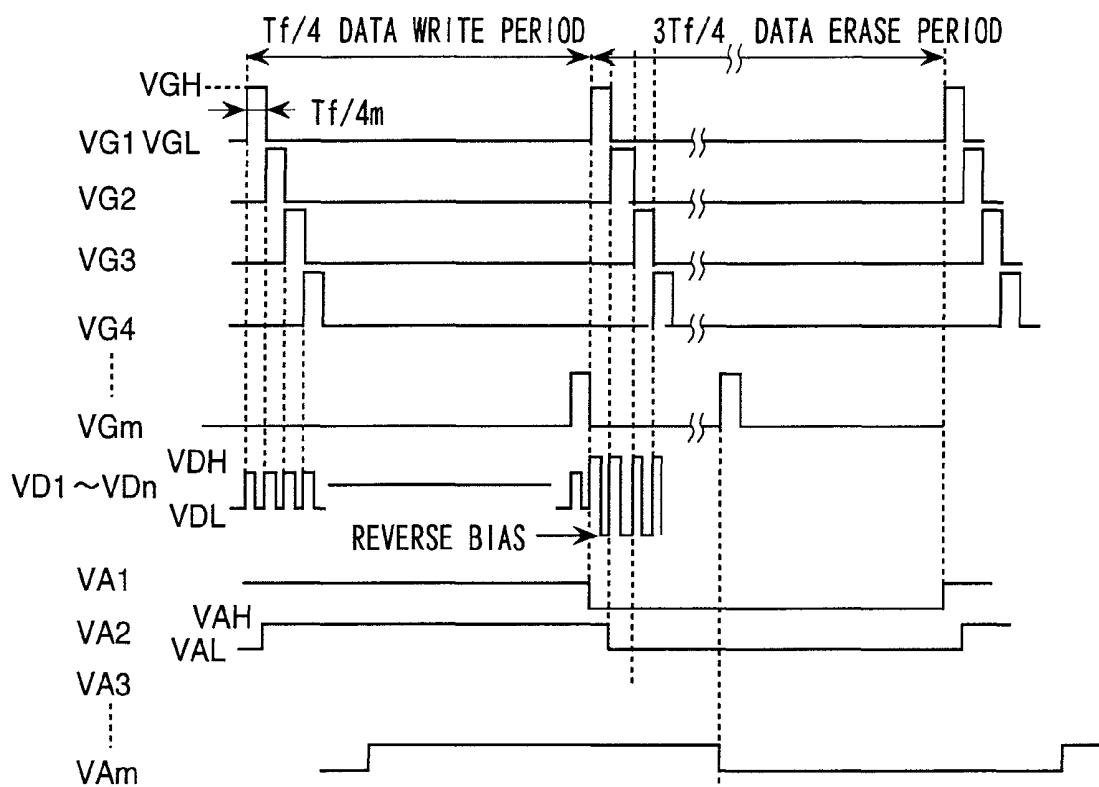 Tf/4 DATA WRITE PERIOD 3Tf/4 DATA ERASE PERIOD
VGH
Tf/4m
VG1 VGL
VG2
VG3
VG4
VGm
VDH
VD1～VDn
VDL
REVERSE BIAS
VA1
VAH
VA2
VAL
VA3
VAm